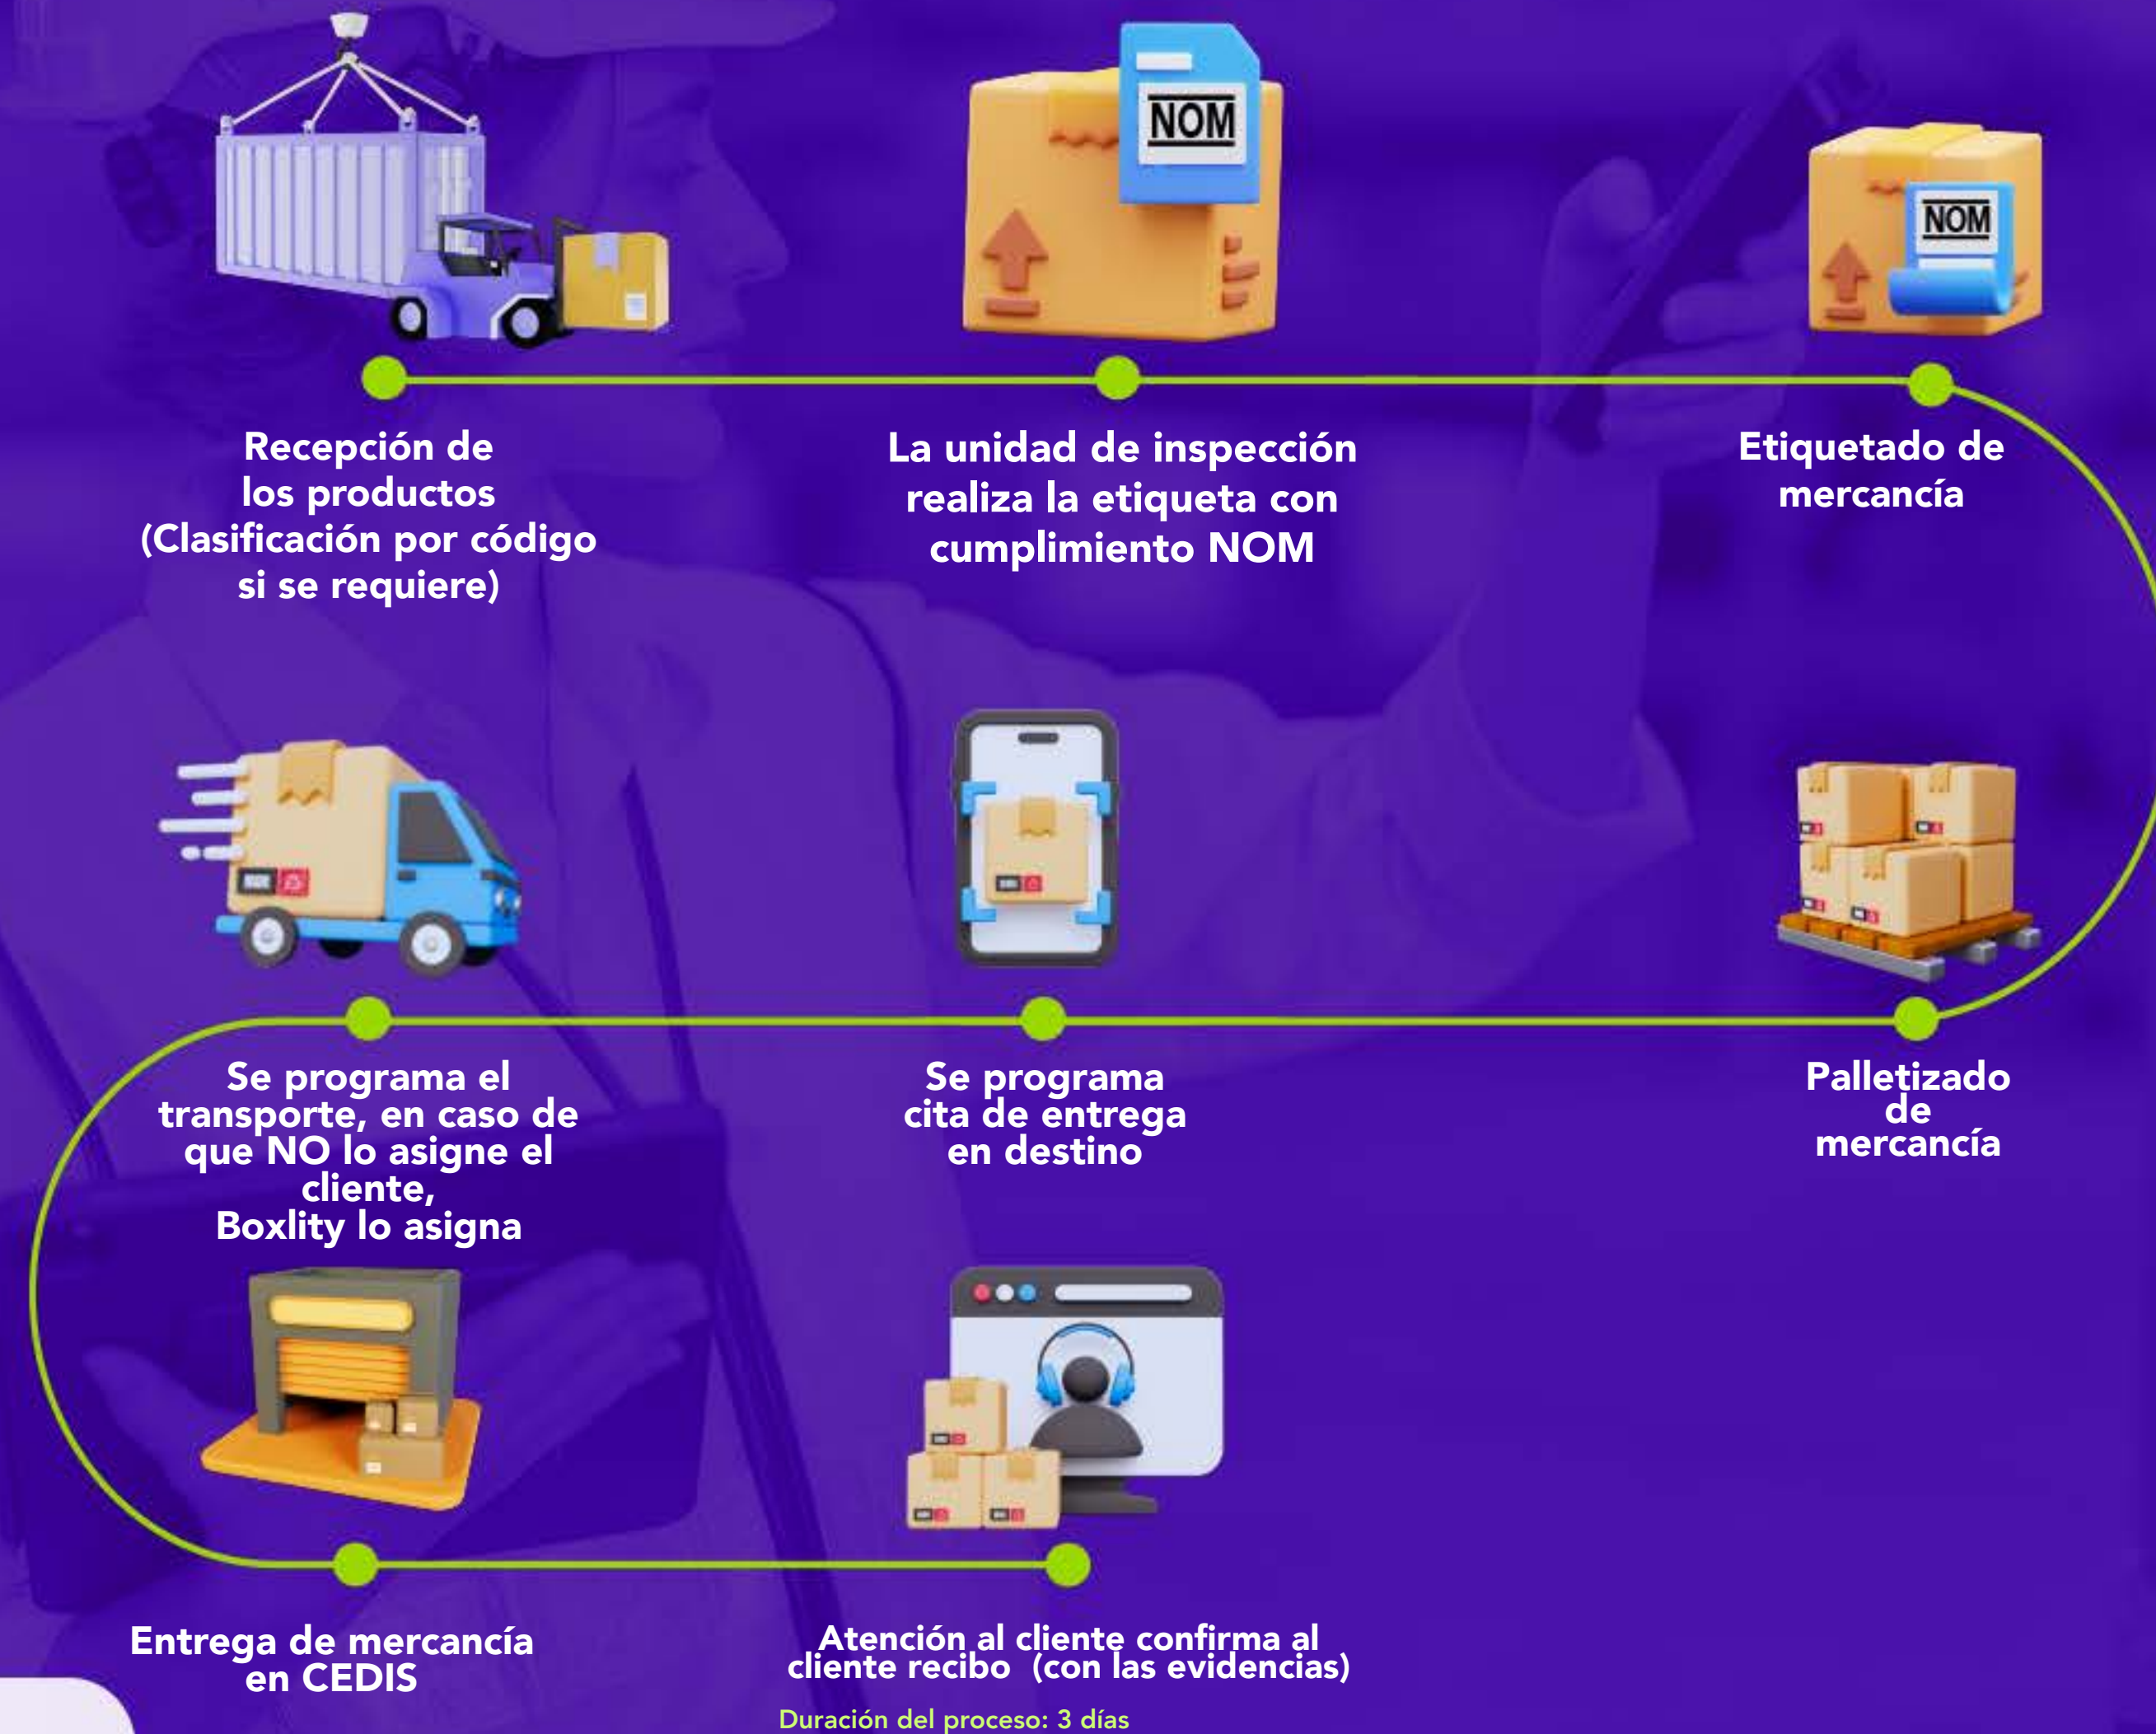 NOM
NOM
Recepción de
los productos
(Clasificación por código
si se requiere)
La unidad de inspección
realiza la etiqueta con
cumplimiento NOM
Etiquetado de
mercancía
Palletizado
de
mercancía
Se programa
cita de entrega
en destino
Se programa el
transporte, en caso de
que NO lo asigne el
cliente,
Boxlity lo asigna
Entrega de mercancía
en CEDIS
Atención al cliente confirma al
cliente recibo (con las evidencias)
Duración del proceso: 3 días